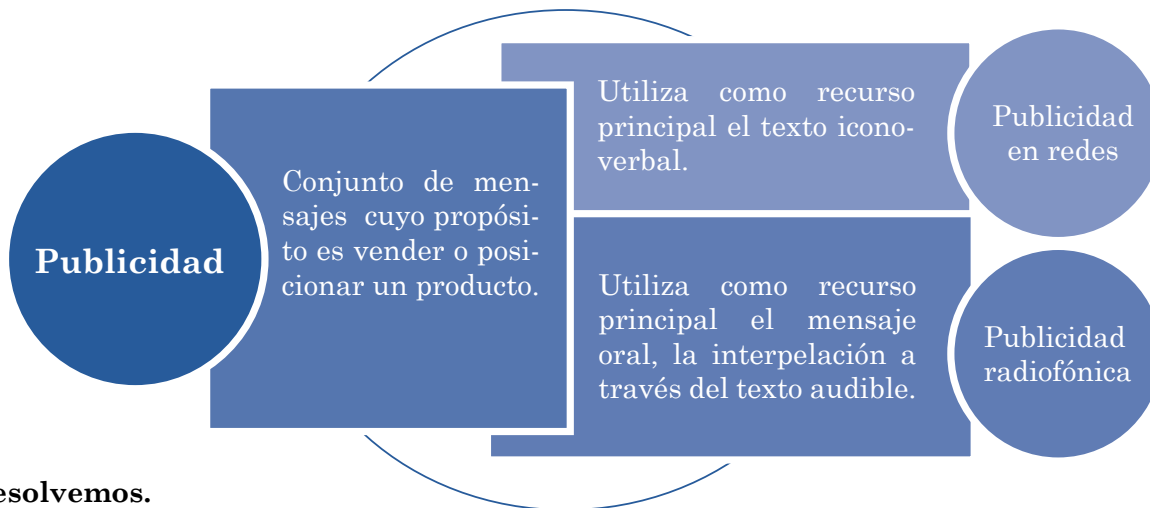 Publicidad
Conjunto de men-
sajes cuyo propósi-
to es vender o posi-
cionar un producto.
Utiliza como recurso
principal el texto icono-
verbal.
Publicidad
en redes
Utiliza como recurso
principal el mensaje
oral, la interpelación a
través del texto audible.
Publicidad
radiofónica
esolvemos.